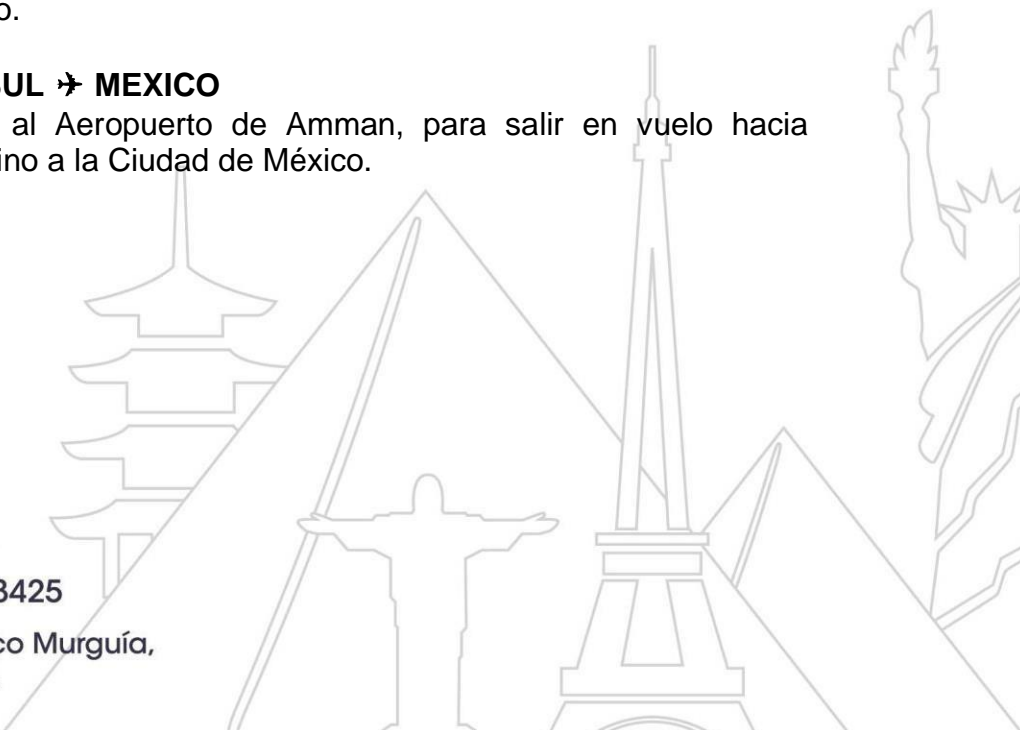 o.
UL ✈ MEXICO
al Aeropuerto de Amman, para salir en vuelo hacia
ino a la Ciudad de México.
3425
co Murguía,